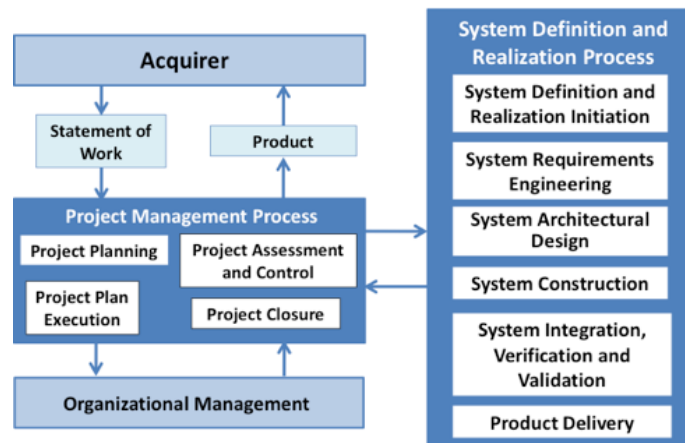 Acquirer
Statement of
Work
Product
Project Management Process
Project Planning
Project Assessment
and Control
Project Plan
Execution
Project Closure
Organizational Management
System Definition and
Realization Process
System Definition and
Realization Initiation
System Requirements
Engineering
System Architectural
Design
System Construction
System Integration,
Verification and
Validation
Product Delivery